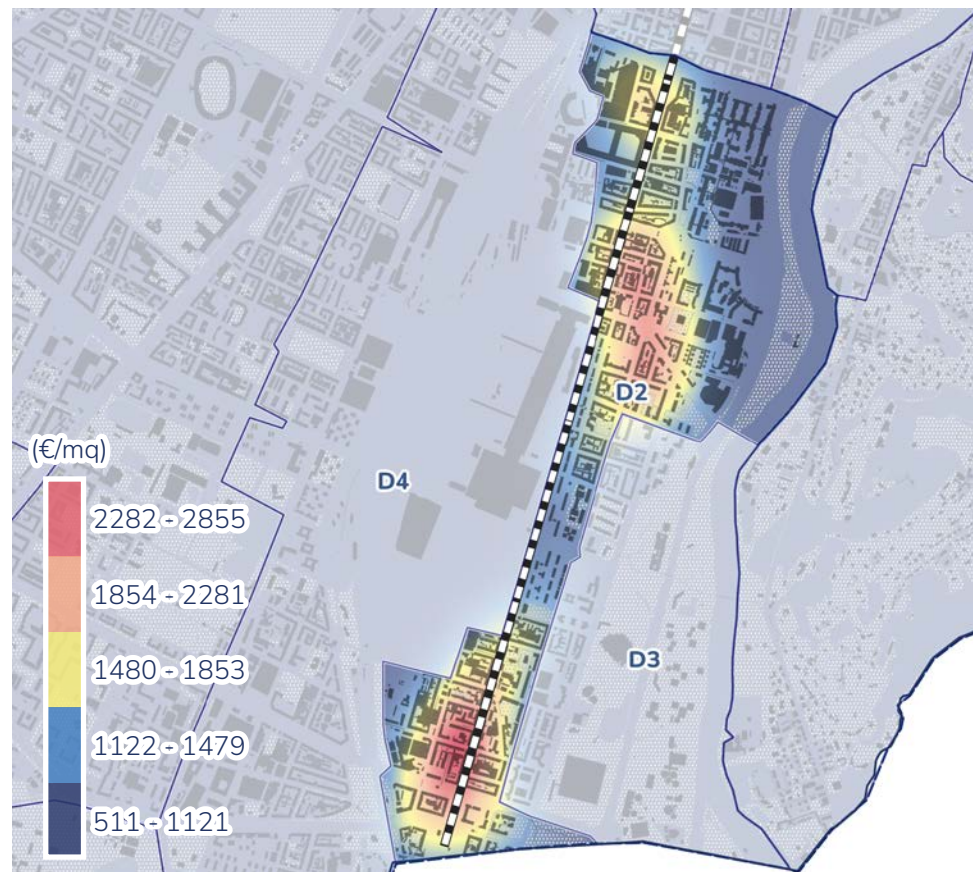 D2
(€/mq)
D4
2282 - 2855
1854 - 2281
1480 - 1853
D3
1122 - 1479
511 - 1121